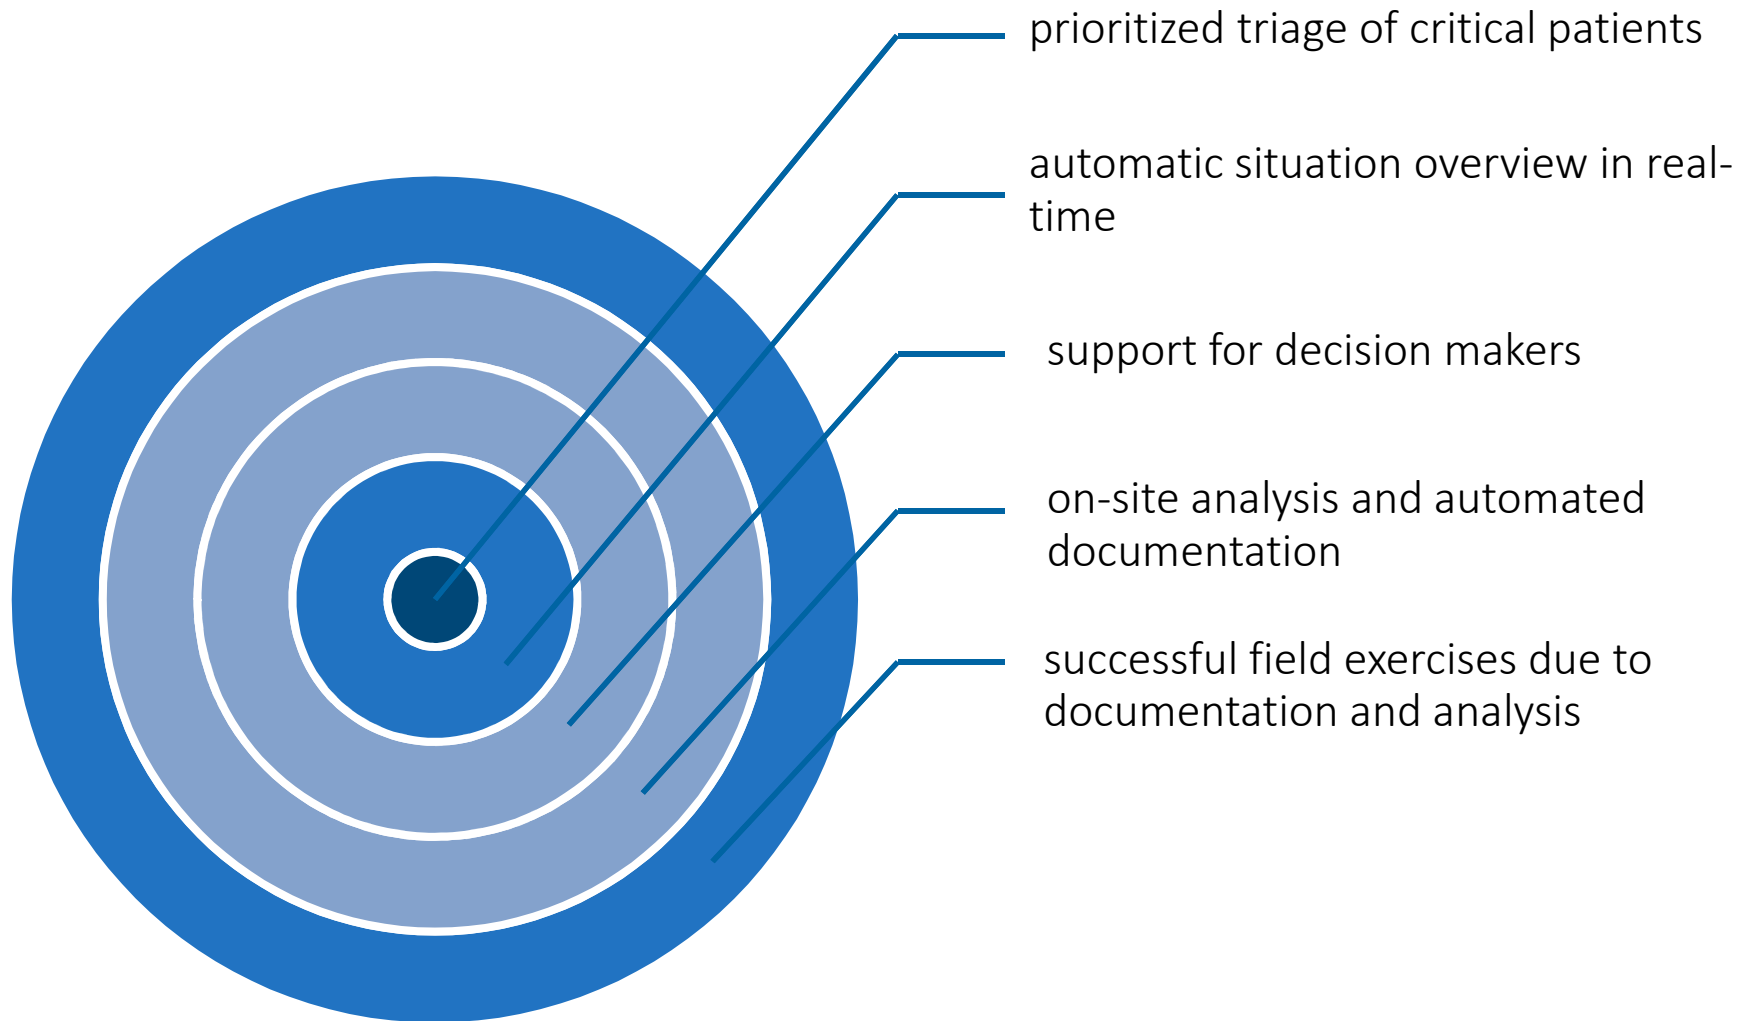 prioritized triage of critical patients
automatic situation overview in real-
time
support for decision makers
on-site analysis and automated
documentation
successful field exercises due to
documentation and analysis